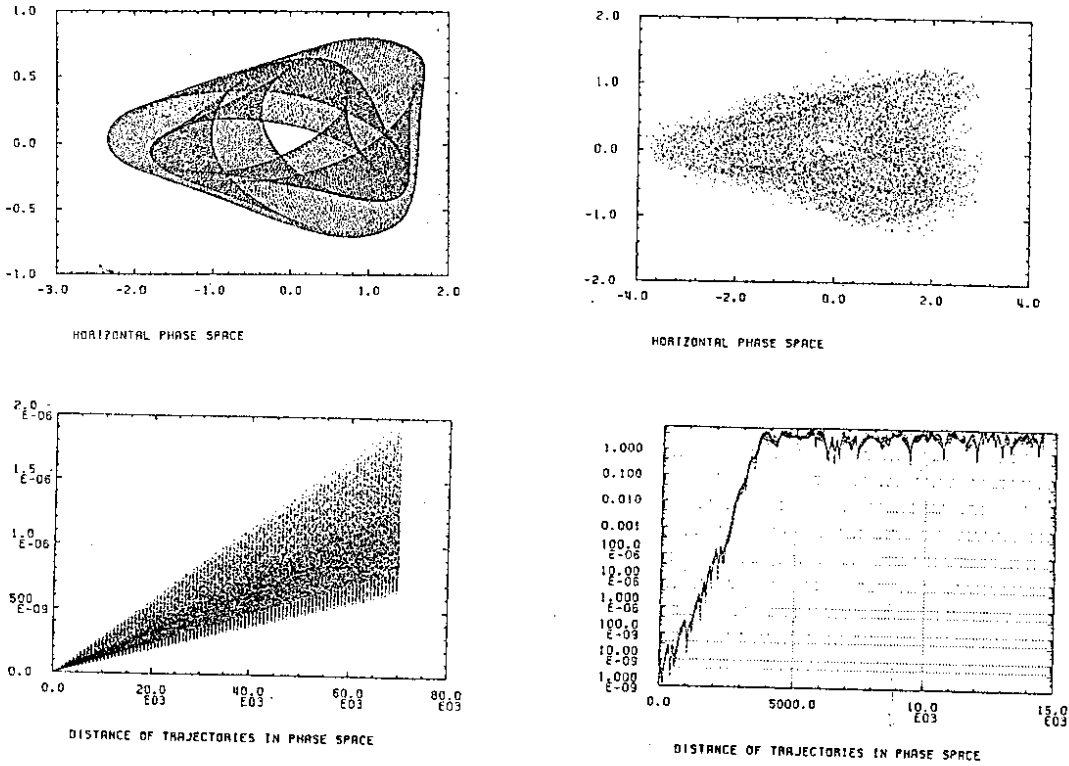 1.0
0.5
0.0
-0.5
-1.0
-3.0 -2.0 -1.0 0.0 1.0 2.0
HORIZONTAL PHASE SPACE
2.0
1.0
0.0
-1.0
-2.0
-4.0 -2.0 0.0 2.0 4.0
HORIZONTAL PHASE SPACE
2.0
E-06
1.5
E-06
1.0
E-06
500
E-09
0.0
0.0 20.0 40.0 60.0 80.0
E03 E03 E03 E03
DISTANCE OF TRAJECTORIES IN PHASE SPACE
1.000
0.100
0.010
0.001
100.0
E-06
10.00
E-06
1.000
E-06
100.0
E-09
10.00
E-09
1.000
E-09
0.0 5000.0 10.0 15.0
E03 E03
DISTANCE OF TRAJECTORIES IN PHASE SPACE